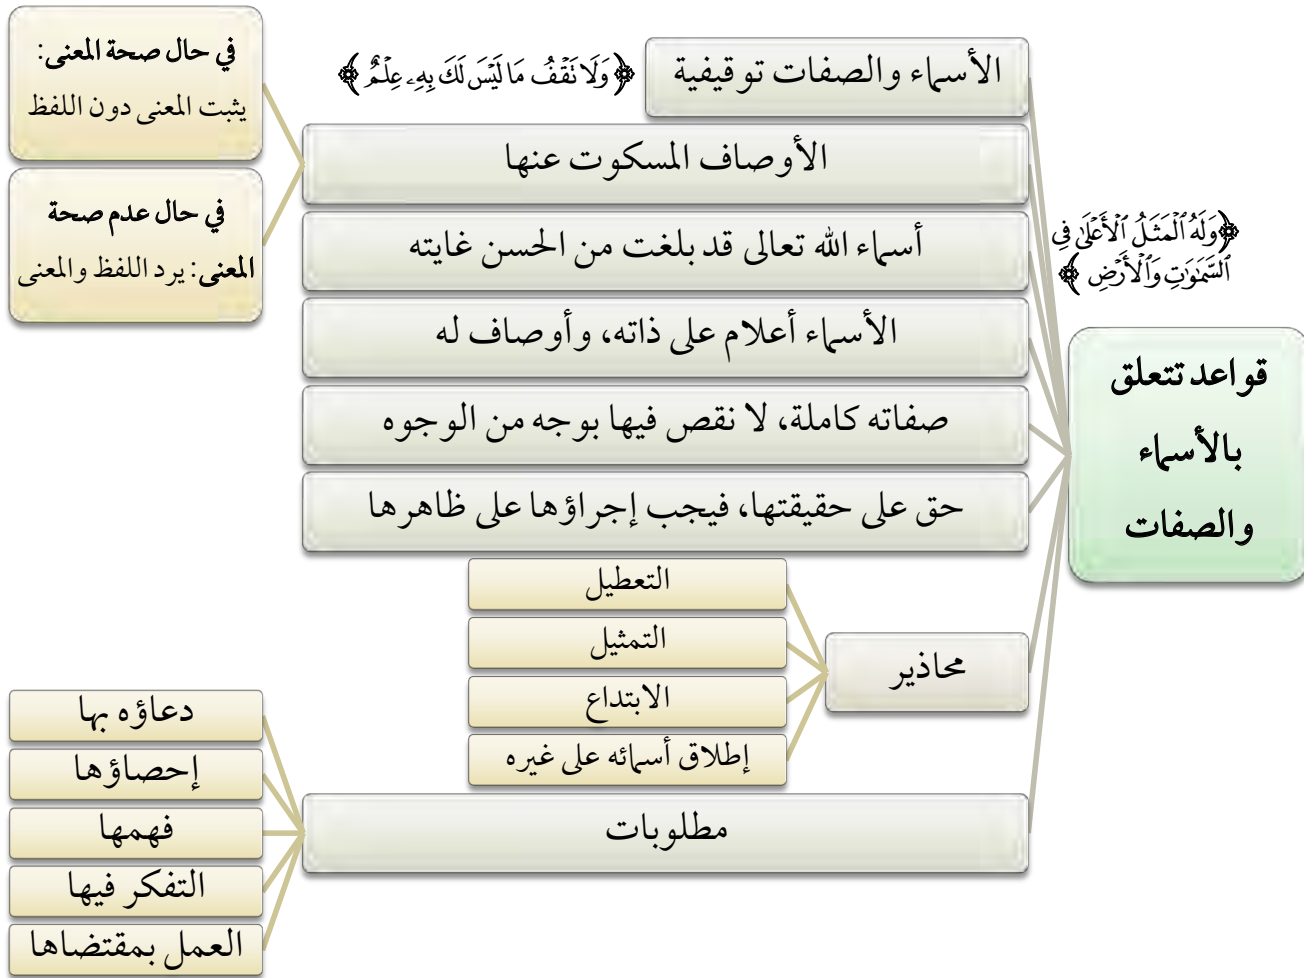 قواعد تتعلق
بالأسماء
والصفات
﴿وَلَهُ ٱلْمَثَلُ ٱلْأَعْلَىٰ فِي
ٱلسَّمَٰوَٰتِ وَٱلْأَرْضِ﴾
الأسماء والصفات توقيفية
﴿وَلَا تَقْفُ مَا لَيْسَ لَكَ بِهِۦ عِلْمٌ﴾
الأوصاف المسكوت عنها
في حال صحة المعنى:
يثبت المعنى دون اللفظ
في حال عدم صحة
المعنى: يرد اللفظ والمعنى
أسماء الله تعالى قد بلغت من الحسن غايته
الأسماء أعلام على ذاته، وأوصاف له
صفاته كاملة، لا نقص فيها بوجه من الوجوه
حق على حقيقتها، فيجب إجراؤها على ظاهرها
محاذير
التعطيل
التمثيل
الابتداع
إطلاق أسمائه على غيره
مطلوبات
دعاؤه بها
إحصاؤها
فهمها
التفكر فيها
العمل بمقتضاها